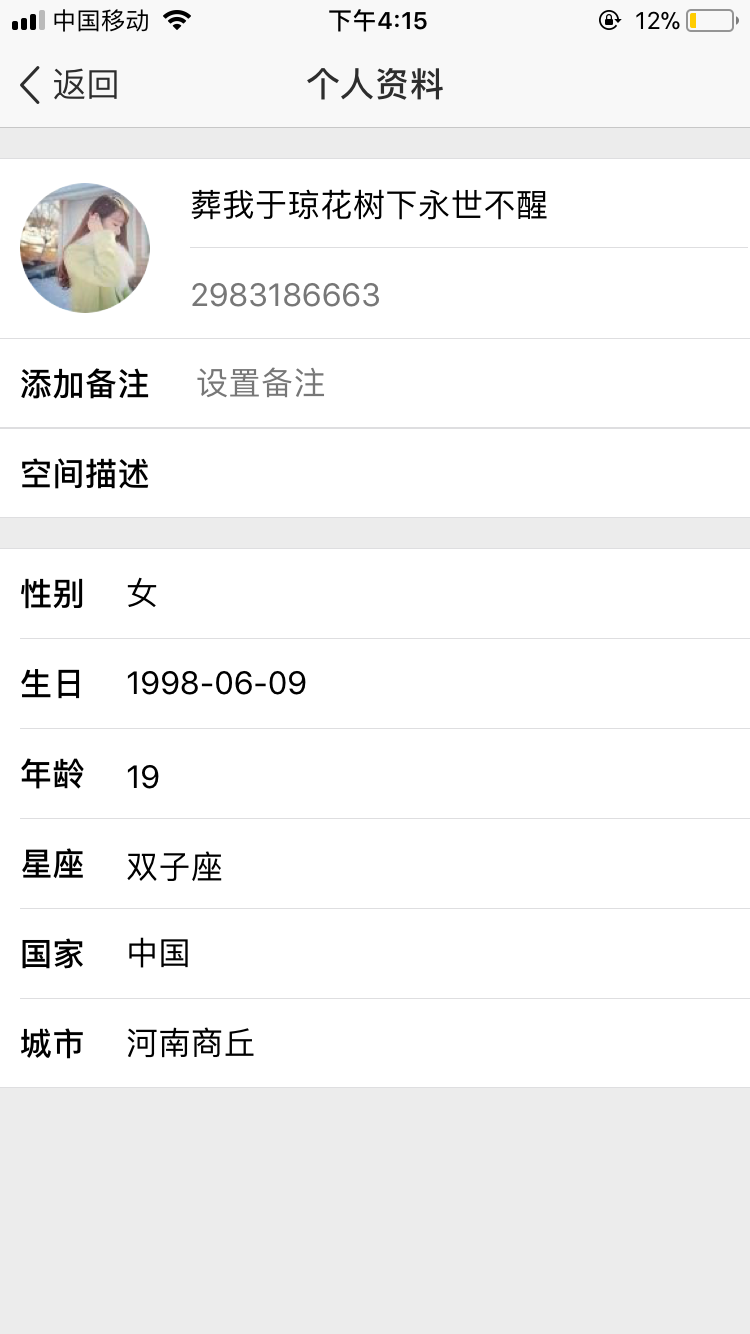 中国移动 下午4:15 12%
返回 个人资料
葬我于琼花树下永世不醒
2983186663
添加备注 设置备注
空间描述
性别 女
生日 1998-06-09
年龄 19
星座 双子座
国家 中国
城市 河南商丘